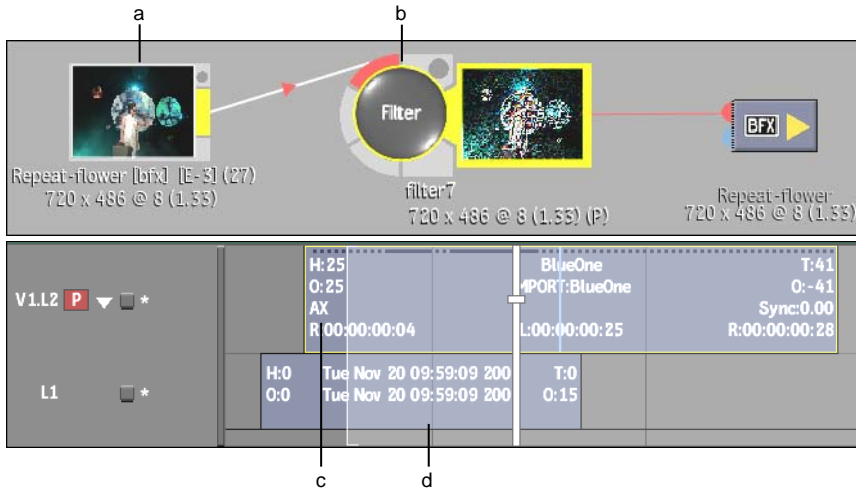 a
b
Filter
BFX
Repeat-flower [bfx] [E-3] (27)
720 x 486 @ 8 (1.33)
filter7
720 x 486 @ 8 (1.33) (P)
Repeat-flower
720 x 486 @ 8 (1.33)
H:25 BlueOne T:41
O:25 MPORT:BlueOne O:-41
V1.L2 P *
AX Sync:0.00
R:00:00:00:04 L:00:00:00:25 R:00:00:00:28
H:0 Tue Nov 20 09:59:09 200 T:0
L1 *
O:0 Tue Nov 20 09:59:09 200 O:15
c
d